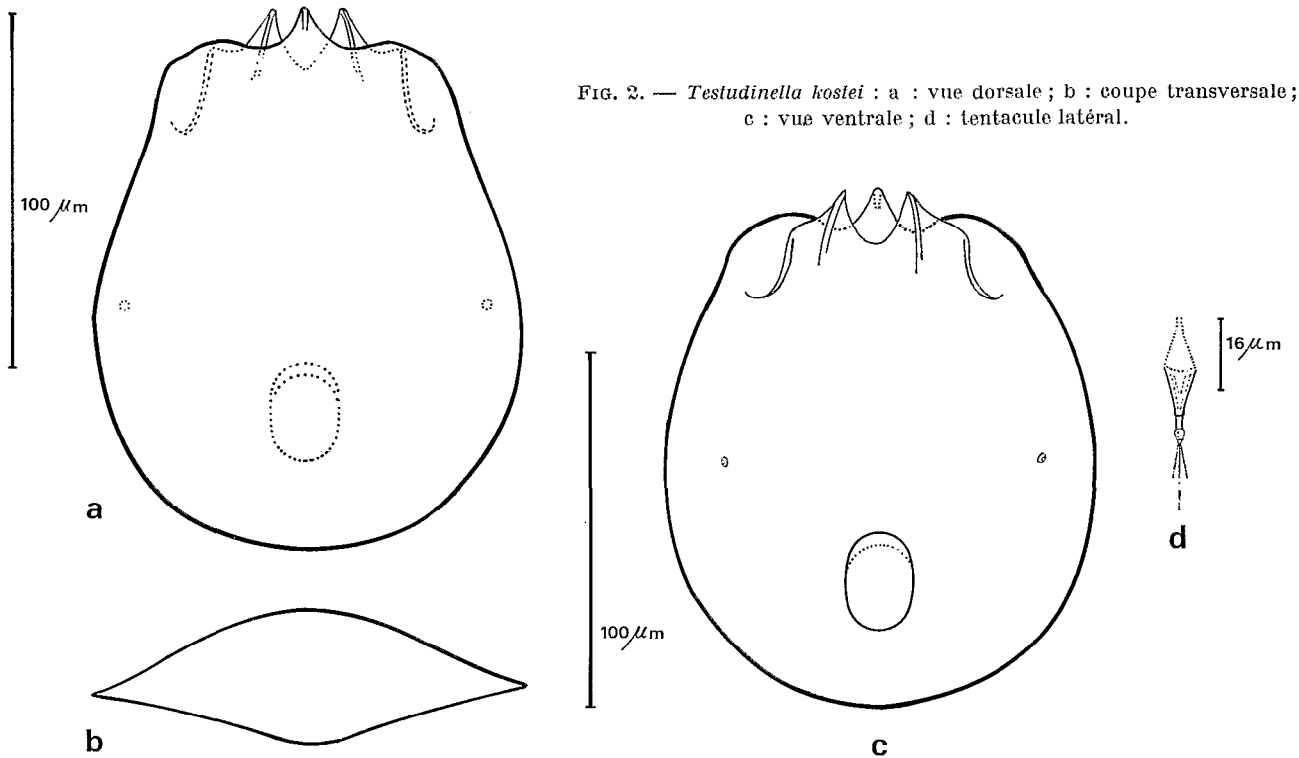 FIG. 2. — Testudinella kostei : a : vue dorsale ; b : coupe transversale ;
c : vue ventrale ; d : tentacule latéral.
100 μm
a
b
100 μm
c
16 μm
d